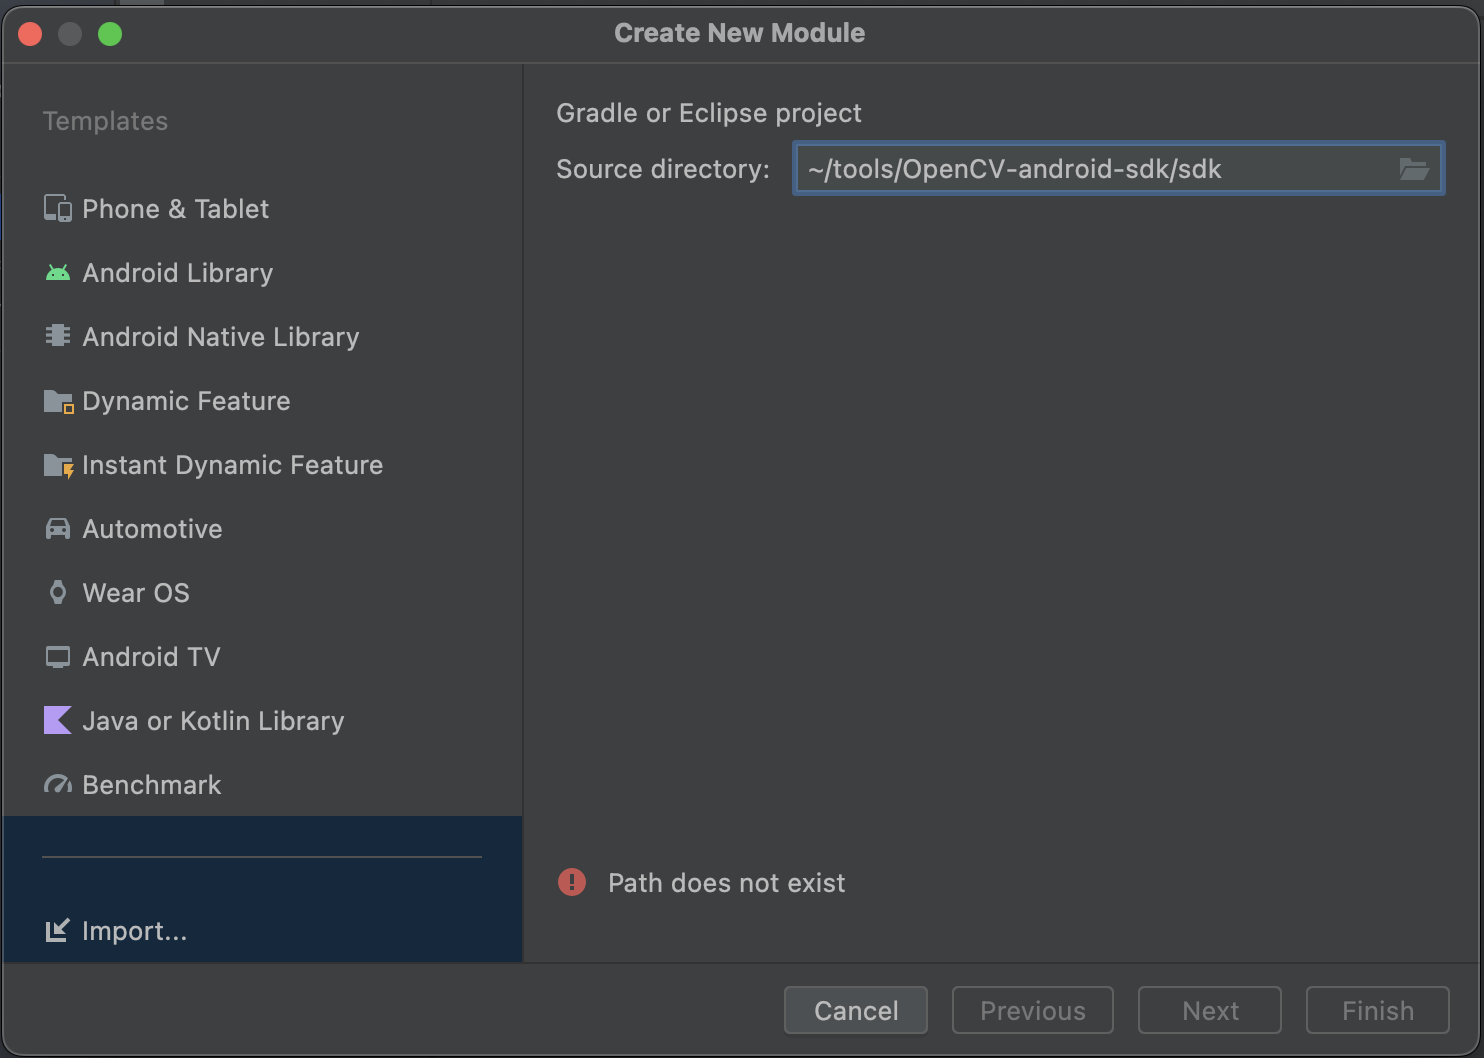 Create New Module
Templates
Phone & Tablet
Android Library
Android Native Library
Dynamic Feature
Instant Dynamic Feature
Automotive
Wear OS
Android TV
Java or Kotlin Library
Benchmark
Import...
Gradle or Eclipse project
Source directory: ~/tools/OpenCV-android-sdk/sdk
Path does not exist
Cancel Previous Next Finish